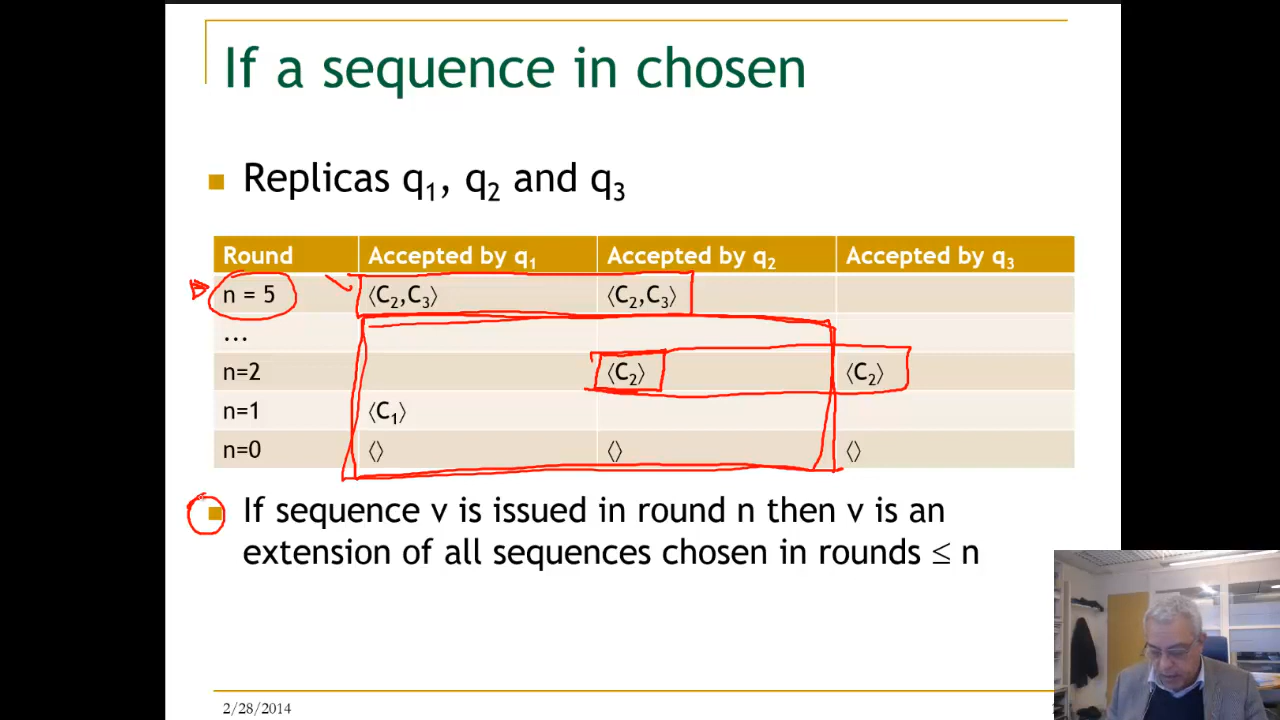 If a sequence in chosen
Replicas q₁, q₂ and q₃
Round Accepted by q₁ Accepted by q₂ Accepted by q₃
n = 5 ⟨C₂,C₃⟩ ⟨C₂,C₃⟩
...
n=2 ⟨C₂⟩ ⟨C₂⟩
n=1 ⟨C₁⟩
n=0 ⟨⟩ ⟨⟩ ⟨⟩
If sequence v is issued in round n then v is an
extension of all sequences chosen in rounds ≤ n
2/28/2014